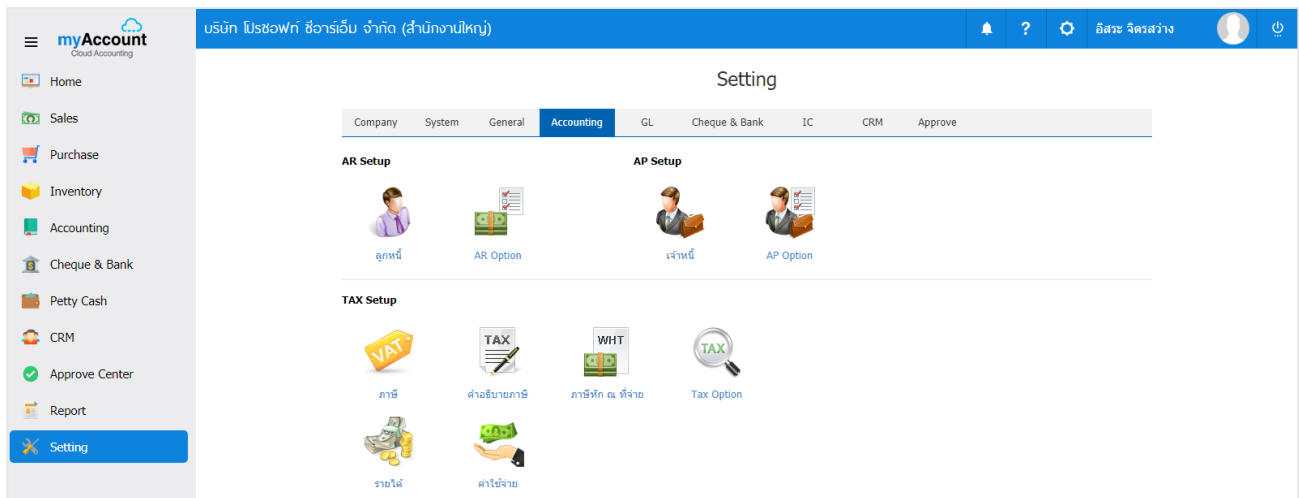 myAccount
Cloud Accounting
บริษัท โปรซอฟท์ ซีอาร์เอ็ม จำกัด (สำนักงานใหญ่)
?
อิสระ จิตรสว่าง
Home
Sales
Purchase
Inventory
Accounting
Cheque & Bank
Petty Cash
CRM
Approve Center
Report
Setting
Setting
Company System General Accounting GL Cheque & Bank IC CRM Approve
AR Setup
AP Setup
ลูกหนี้
AR Option
เจ้าหนี้
AP Option
TAX Setup
VAT
TAX
WHT
TAX
ภาษี
คำอธิบายภาษี
ภาษีหัก ณ ที่จ่าย
Tax Option
รายได้
ค่าใช้จ่าย